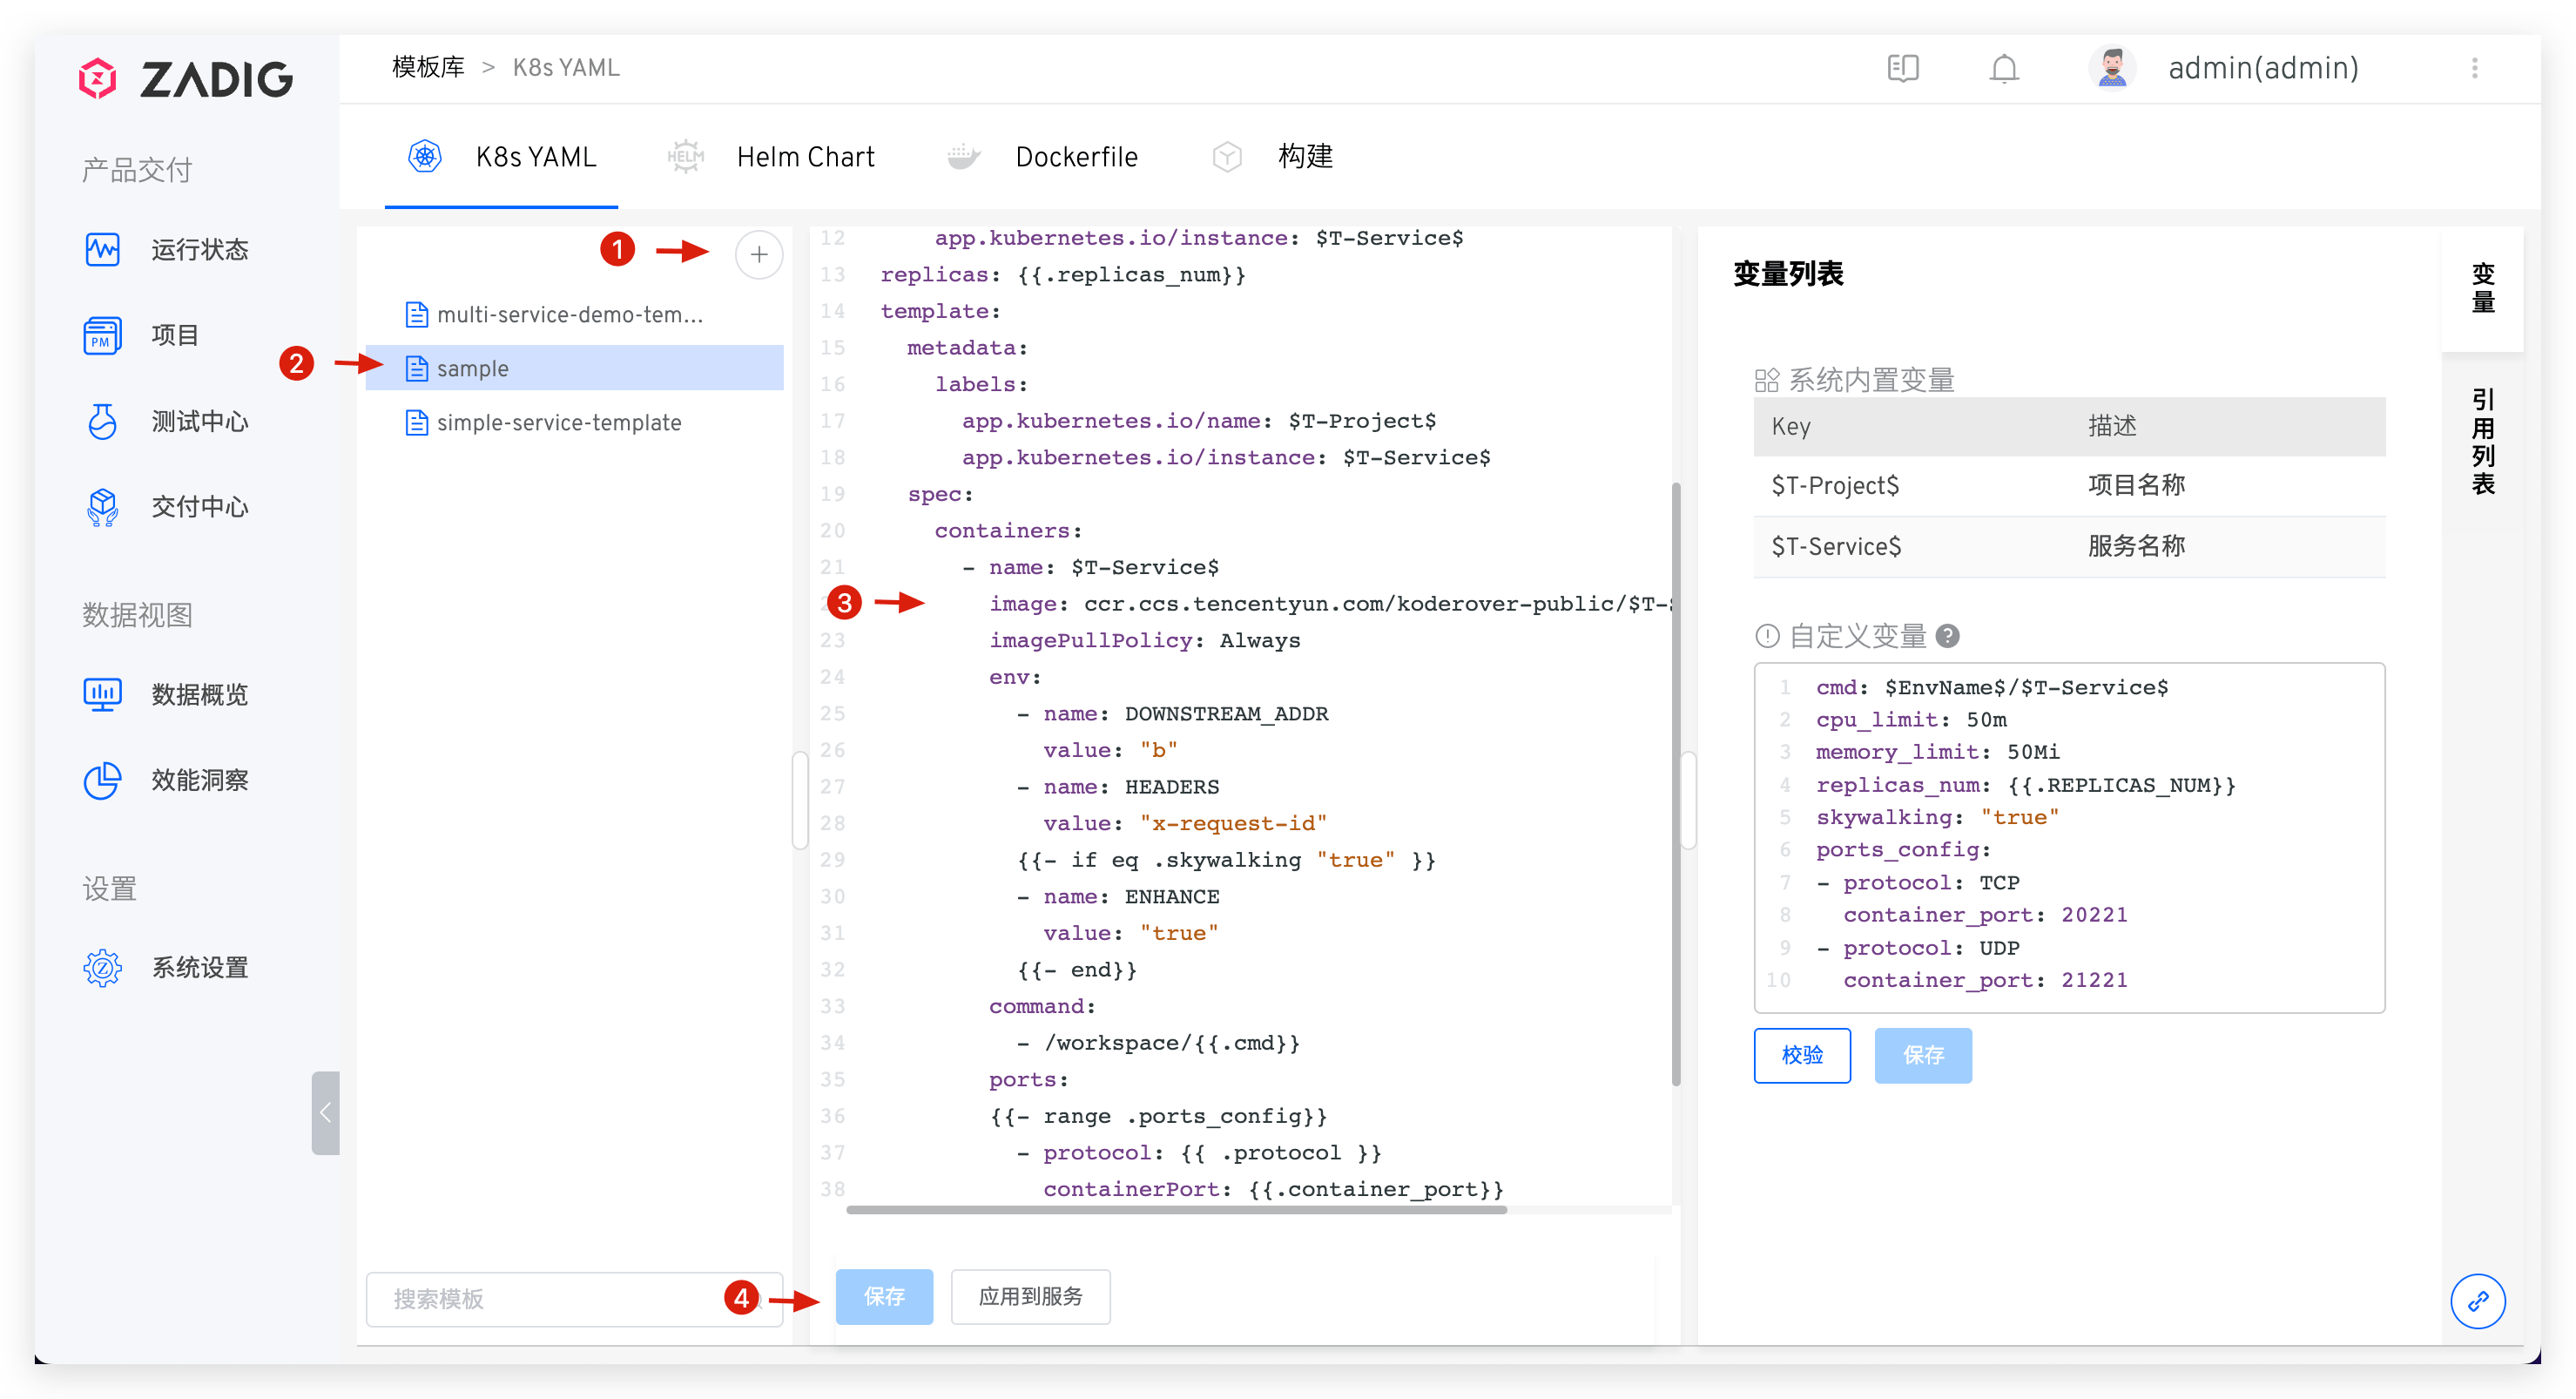 ZADIG
产品交付
运行状态
PM
项目
测试中心
交付中心
数据视图
数据概览
效能洞察
设置
Z
系统设置
模板库 > K8s YAML
admin(admin)
K8s YAML
HELM
Helm Chart
Dockerfile
构建
1
+
multi-service-demo-tem...
2
sample
simple-service-template
搜索模板
12 app.kubernetes.io/instance: $T-Service$
13 replicas: {{.replicas_num}}
14 template:
15 metadata:
16 labels:
17 app.kubernetes.io/name: $T-Project$
18 app.kubernetes.io/instance: $T-Service$
19 spec:
20 containers:
21 - name: $T-Service$
3
image: ccr.ccs.tencentyun.com/koderover-public/$T-
23 imagePullPolicy: Always
24 env:
25 - name: DOWNSTREAM_ADDR
26 value: "b"
27 - name: HEADERS
28 value: "x-request-id"
29 {{- if eq .skywalking "true" }}
30 - name: ENHANCE
31 value: "true"
32 {{- end}}
33 command:
34 - /workspace/{{.cmd}}
35 ports:
36 {{- range .ports_config}}
37 - protocol: {{ .protocol }}
38 containerPort: {{.container_port}}
4
保存
应用到服务
变量列表
系统内置变量
Key 描述
$T-Project$ 项目名称
$T-Service$ 服务名称
自定义变量 ?
1 cmd: $EnvName$/$T-Service$
2 cpu_limit: 50m
3 memory_limit: 50Mi
4 replicas_num: {{.REPLICAS_NUM}}
5 skywalking: "true"
6 ports_config:
7 - protocol: TCP
8 container_port: 20221
9 - protocol: UDP
10 container_port: 21221
校验
保存
变量
引用列表